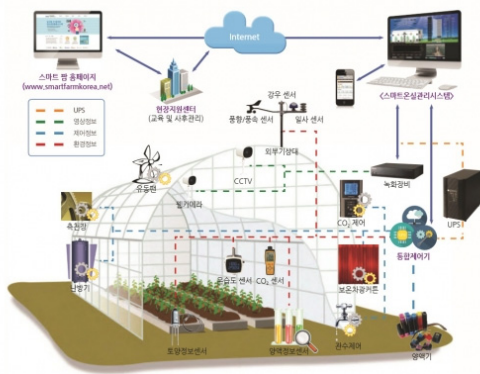 Internet
스마트 팜 홈페이지
(www.smartfarmkorea.net)
현장지원센터
(교육 및 사후관리)
<스마트온실관리시스템>
UPS
영상정보
제어정보
환경정보
강우 센서
풍향/풍속 센서
일사 센서
외부기상대
유동팬
CCTV
웹카메라
녹화장비
측환창
CO₂ 제어
UPS
통합제어기
난방기
온습도 센서
CO₂ 센서
보온차광커튼
토양정보센서
양액정보센서
관수제어
양액기